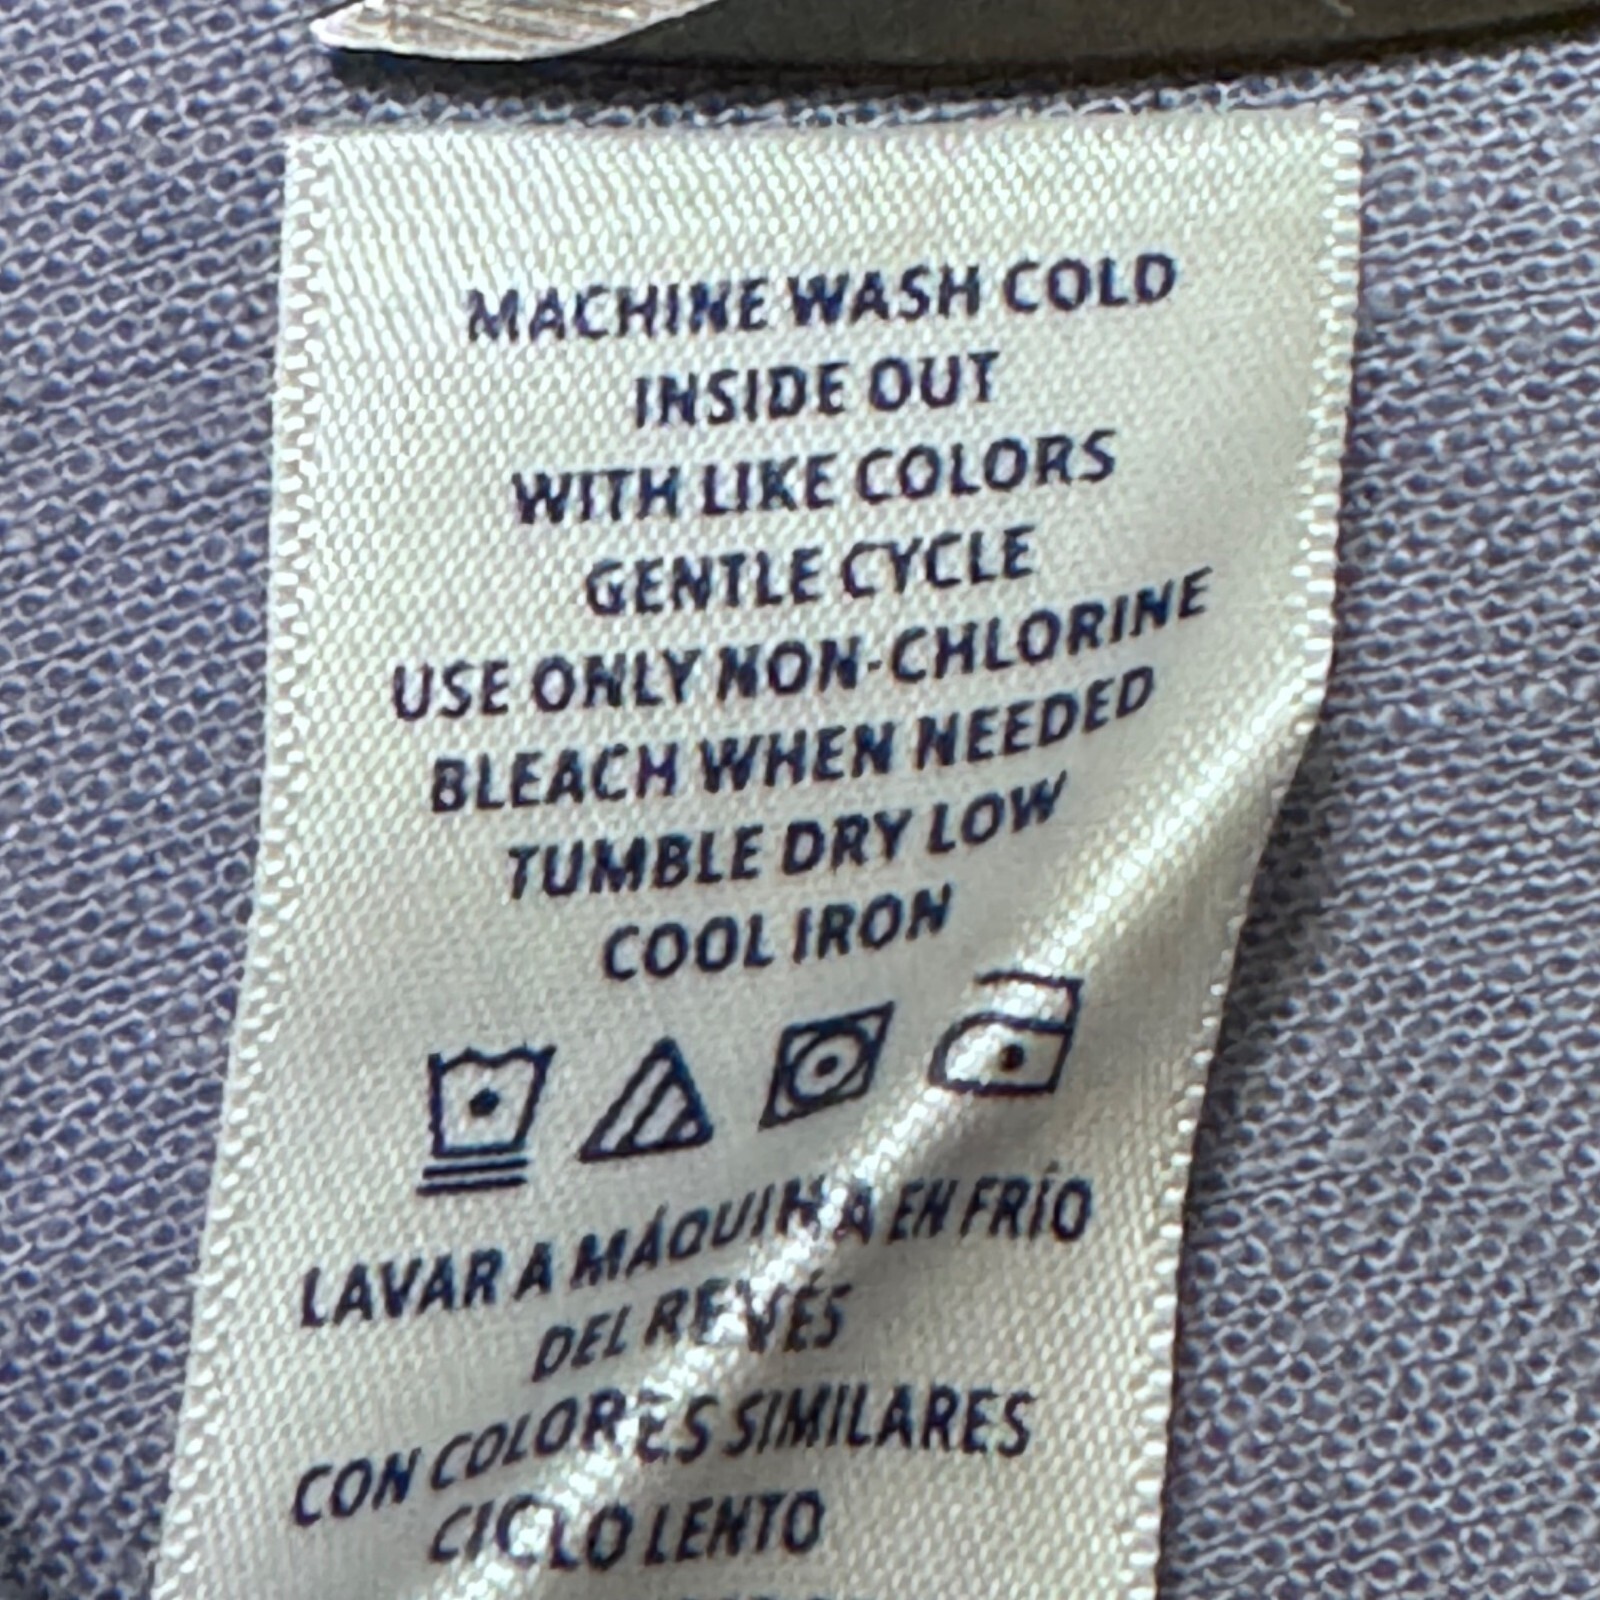 MACHINE WASH COLD
INSIDE OUT
WITH LIKE COLORS
GENTLE CYCLE
USE ONLY NON-CHLORINE
BLEACH WHEN NEEDED
TUMBLE DRY LOW
COOL IRON
LAVAR A MÁQUINA EN FRÍO
DEL REVÉS
CON COLORES SIMILARES
CICLO LENTO